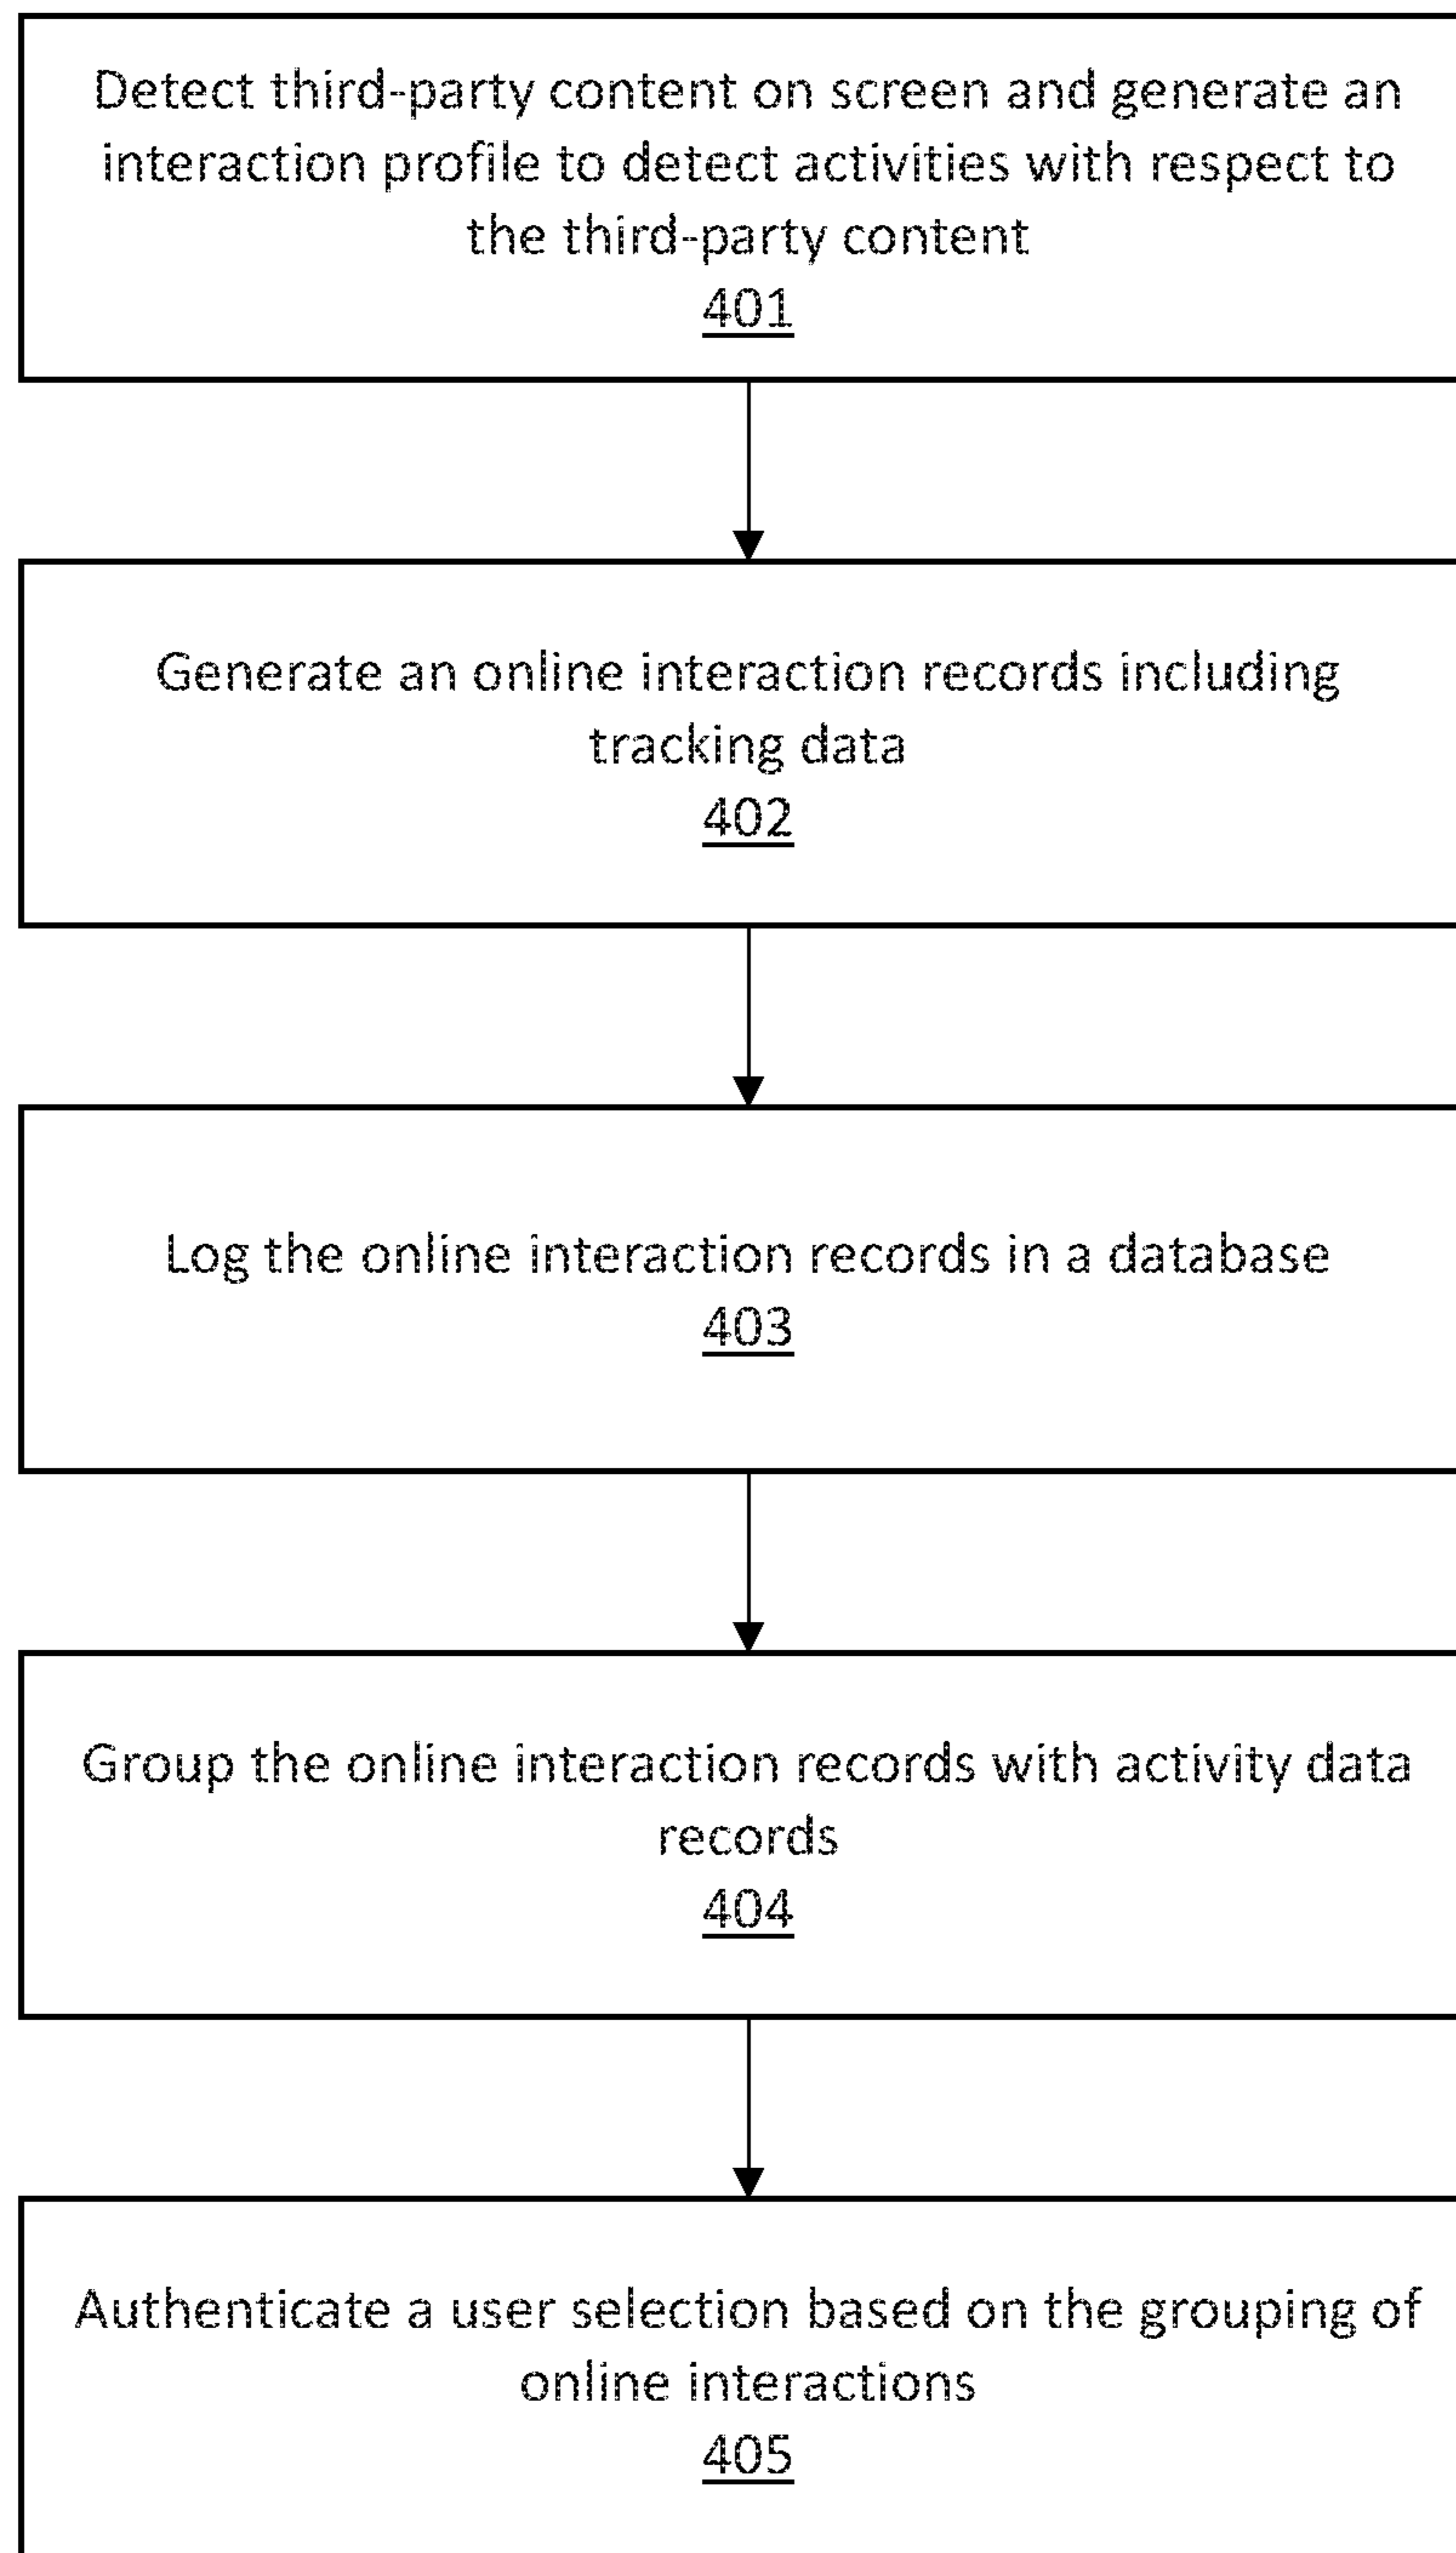 Detect third-party content on screen and generate an
interaction profile to detect activities with respect to
the third-party content
401
Generate an online interaction records including
tracking data
402
Log the online interaction records in a database
403
Group the online interaction records with activity data
records
404
Authenticate a user selection based on the grouping of
online interactions
405